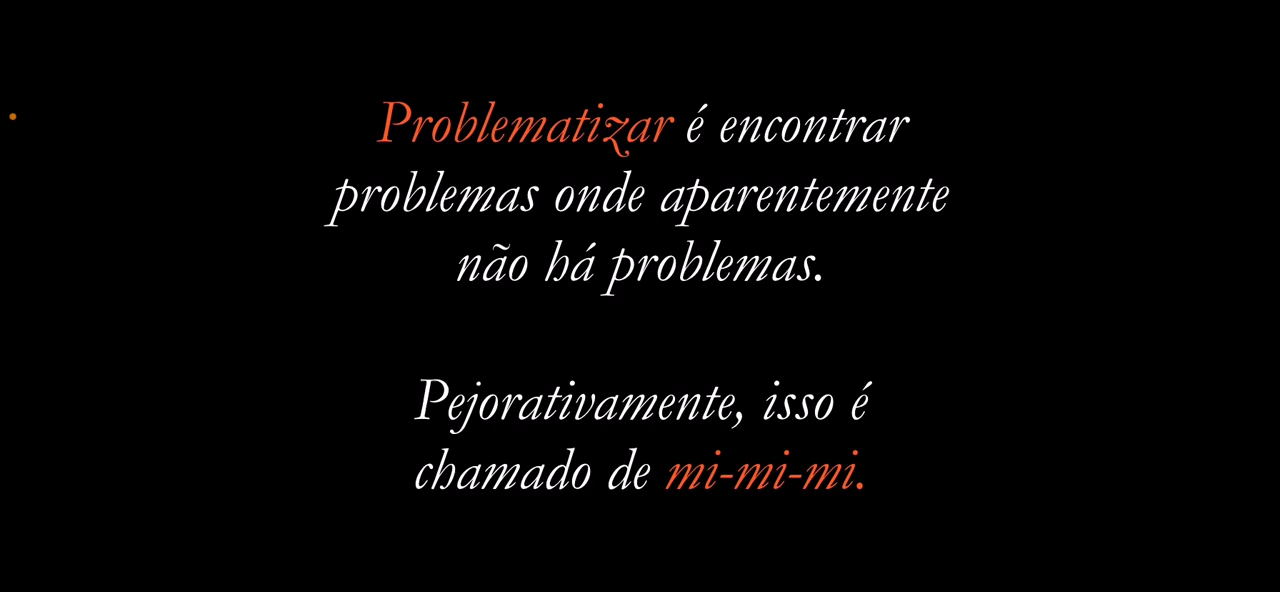 Problematizar é encontrar
problemas onde aparentemente
não há problemas.
Pejorativamente, isso é
chamado de mi-mi-mi.